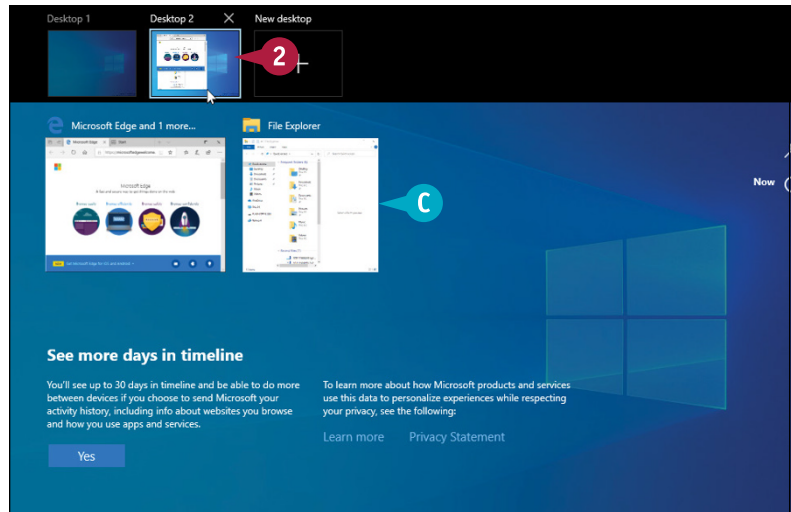 Desktop 1 Desktop 2 New desktop
2
Microsoft Edge and 1 more... File Explorer
Microsoft Edge
C
Now
See more days in timeline
You'll see up to 30 days in timeline and be able to do more
between devices if you choose to send Microsoft your
activity history, including info about websites you browse
and how you use apps and services.
Yes
To learn more about how Microsoft products and services
use this data to personalize experiences while respecting
your privacy, see the following:
Learn more Privacy Statement